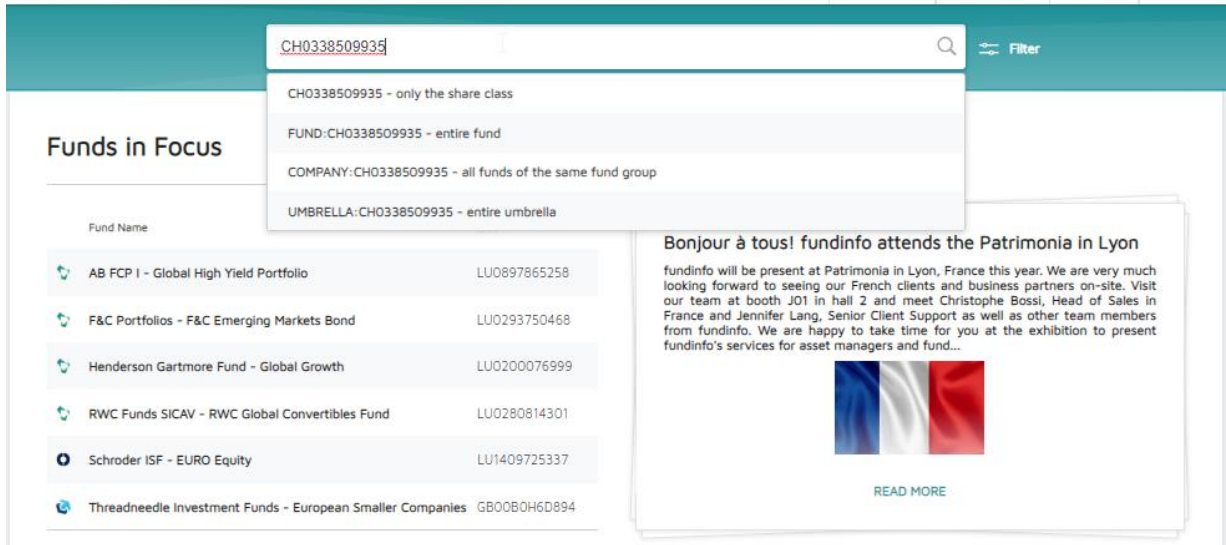 CH0338509935
Filter
CH0338509935 - only the share class
FUND:CH0338509935 - entire fund
COMPANY:CH0338509935 - all funds of the same fund group
UMBRELLA:CH0338509935 - entire umbrella
Funds in Focus
Fund Name
AB FCP I - Global High Yield Portfolio LU0897865258
F&C Portfolios - F&C Emerging Markets Bond LU0293750468
Henderson Gartmore Fund - Global Growth LU0200076999
RWC Funds SICAV - RWC Global Convertibles Fund LU0280814301
Schroder ISF - EURO Equity LU1409725337
Threadneedle Investment Funds - European Smaller Companies GB00B0H6D894
Bonjour à tous! fundinfo attends the Patrimonia in Lyon
fundinfo will be present at Patrimonia in Lyon, France this year. We are very much
looking forward to seeing our French clients and business partners on-site. Visit
our team at booth J01 in hall 2 and meet Christophe Bossi, Head of Sales in
France and Jennifer Lang, Senior Client Support as well as other team members
from fundinfo. We are happy to take time for you at the exhibition to present
fundinfo's services for asset managers and fund...
READ MORE